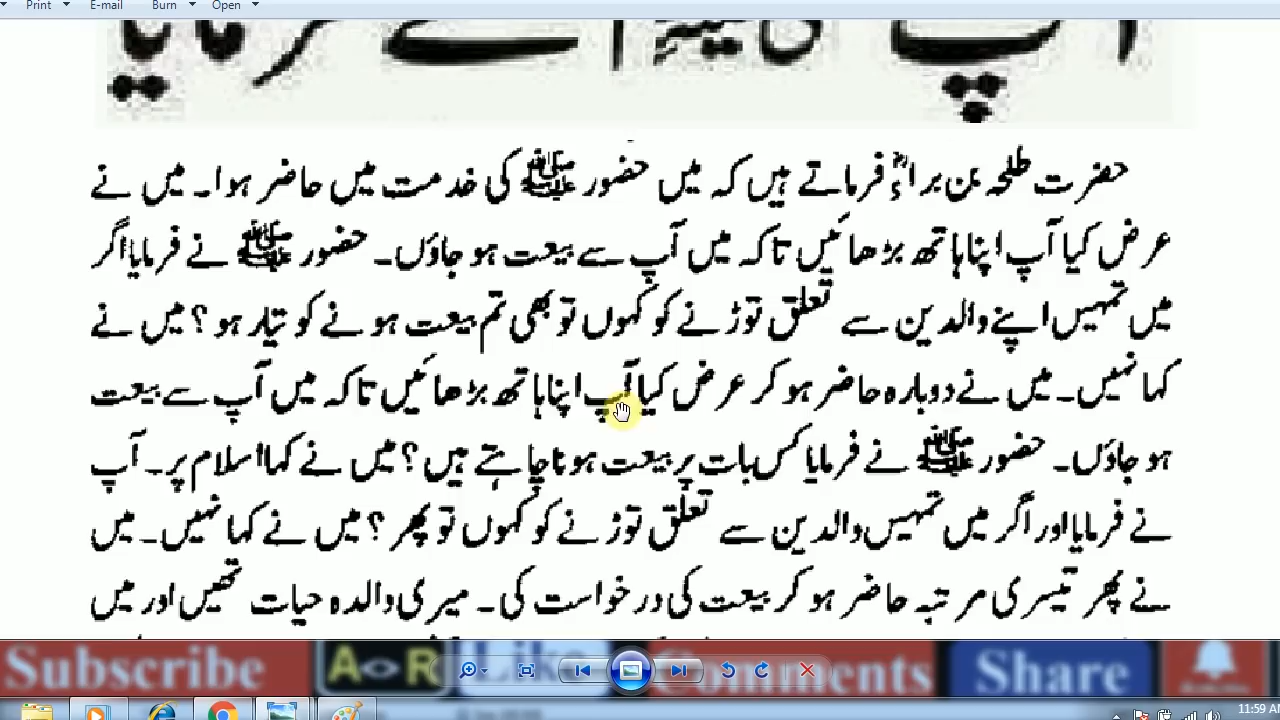 Print E-mail Burn Open
آپ نے فرمایا
حضرت طلحہ بن براءؓ فرماتے ہیں کہ میں حضور ﷺ کی خدمت میں حاضر ہوا۔ میں نے
عرض کیا آپ اپنا ہاتھ بڑھائیں تاکہ میں آپ سے بیعت ہو جاؤں۔ حضور ﷺ نے فرمایا اگر
میں تمہیں اپنے والدین سے تعلق توڑنے کو کہوں تو بھی تم بیعت ہونے کو تیار ہو ؟ میں نے
کہا نہیں۔ میں نے دوبارہ حاضر ہو کر عرض کیا آپ اپنا ہاتھ بڑھائیں تاکہ میں آپ سے بیعت
ہو جاؤں۔ حضور ﷺ نے فرمایا کس بات پر بیعت ہونا چاہتے ہیں ؟ میں نے کہا اسلام پر۔ آپ
نے فرمایا اور اگر میں تمہیں والدین سے تعلق توڑنے کو کہوں تو پھر ؟ میں نے کہا نہیں۔ میں
نے پھر تیسری مرتبہ حاضر ہو کر بیعت کی درخواست کی۔ میری والدہ حیات تھیں اور میں
Subscribe A<>R Like Comments Share
11:59 AM